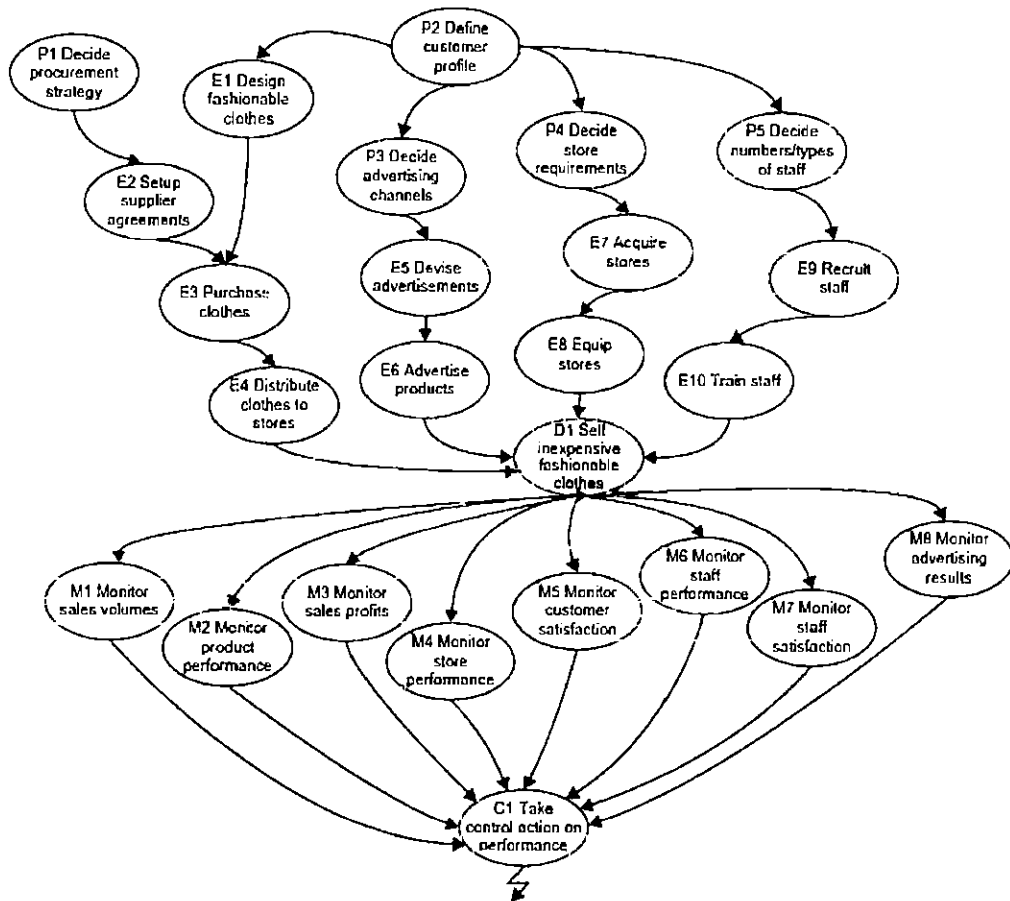 P2 Define
customer
profile
P1 Decide
procurement
strategy
E1 Design
fashionable
clothes
P3 Decide
advertising
channels
P4 Decide
store
requirements
P5 Decide
numbers/types
of staff
E2 Setup
supplier
agreements
E7 Acquire
stores
E5 Devise
advertisements
E9 Recruit
staff
E3 Purchase
clothes
E8 Equip
stores
E6 Advertise
products
E10 Train staff
E4 Distribute
clothes to
stores
D1 Sell
inexpensive
fashionable
clothes
M1 Monitor
sales volumes
M2 Monitor
product
performance
M3 Monitor
sales profits
M4 Monitor
store
performance
M5 Monitor
customer
satisfaction
M6 Monitor
staff
performance
M7 Monitor
staff
satisfaction
M8 Monitor
advertising
results
C1 Take
control action on
performance